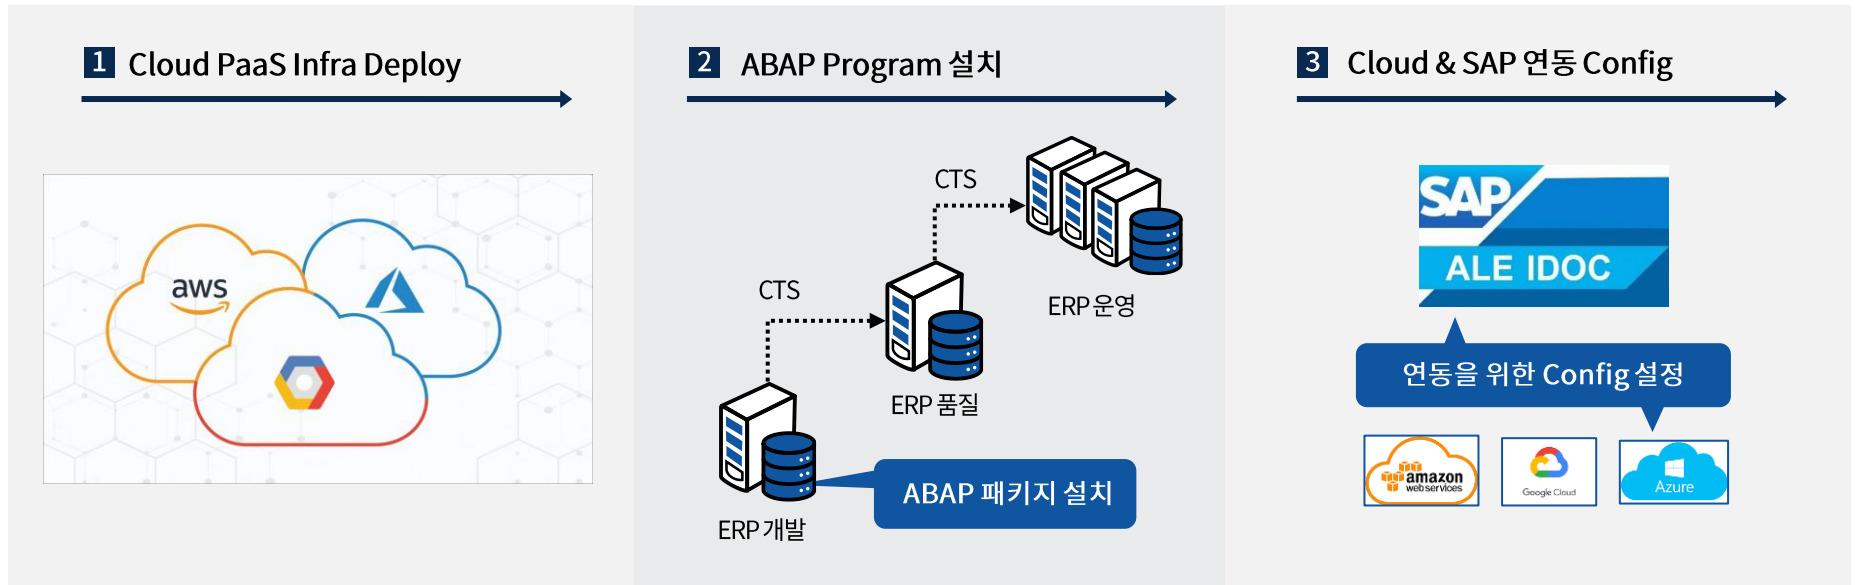 1 Cloud PaaS Infra Deploy
aws
2 ABAP Program 설치
CTS
ERP 운영
CTS
ERP 품질
ERP 개발
ABAP 패키지 설치
3 Cloud & SAP 연동 Config
SAP
ALE IDOC
연동을 위한 Config 설정
amazon
webservices
Google Cloud
Azure